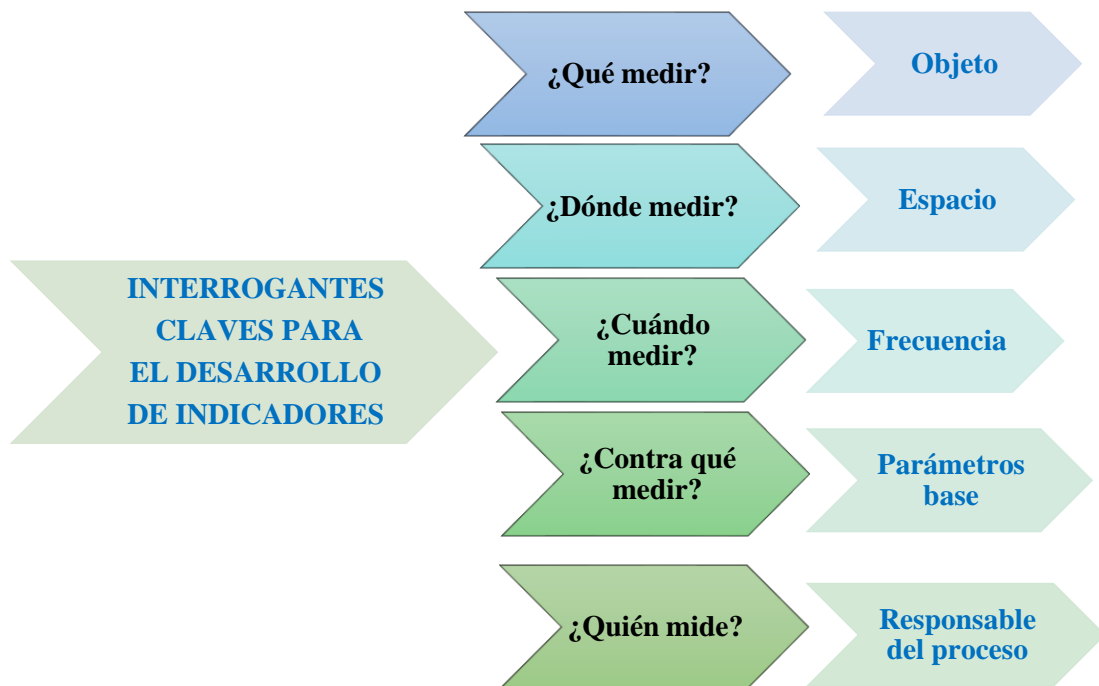 INTERROGANTES
CLAVES PARA
EL DESARROLLO
DE INDICADORES
¿Qué medir?
Objeto
¿Dónde medir?
Espacio
¿Cuándo
medir?
Frecuencia
¿Contra qué
medir?
Parámetros
base
¿Quién mide?
Responsable
del proceso